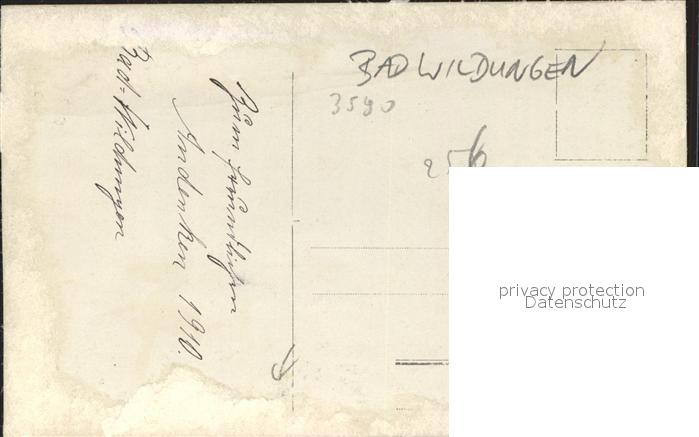 BAD WILDUNGEN
3590
256
Zum freundlichen
Andenken 1910.
Bad-Wildungen
privacy protection
Datenschutz